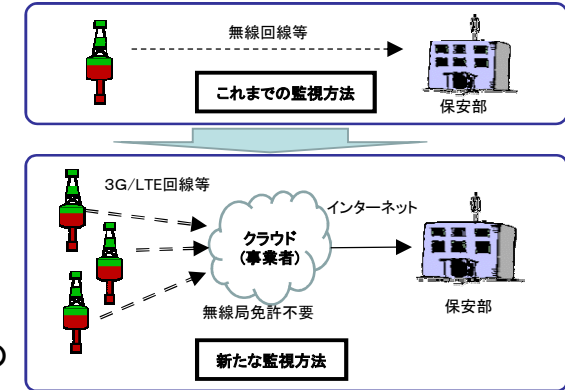 無線回線等
これまでの監視方法
保安部
3G/LTE回線等
インターネット
クラウド
(事業者)
無線局免許不要
保安部
新たな監視方法
の